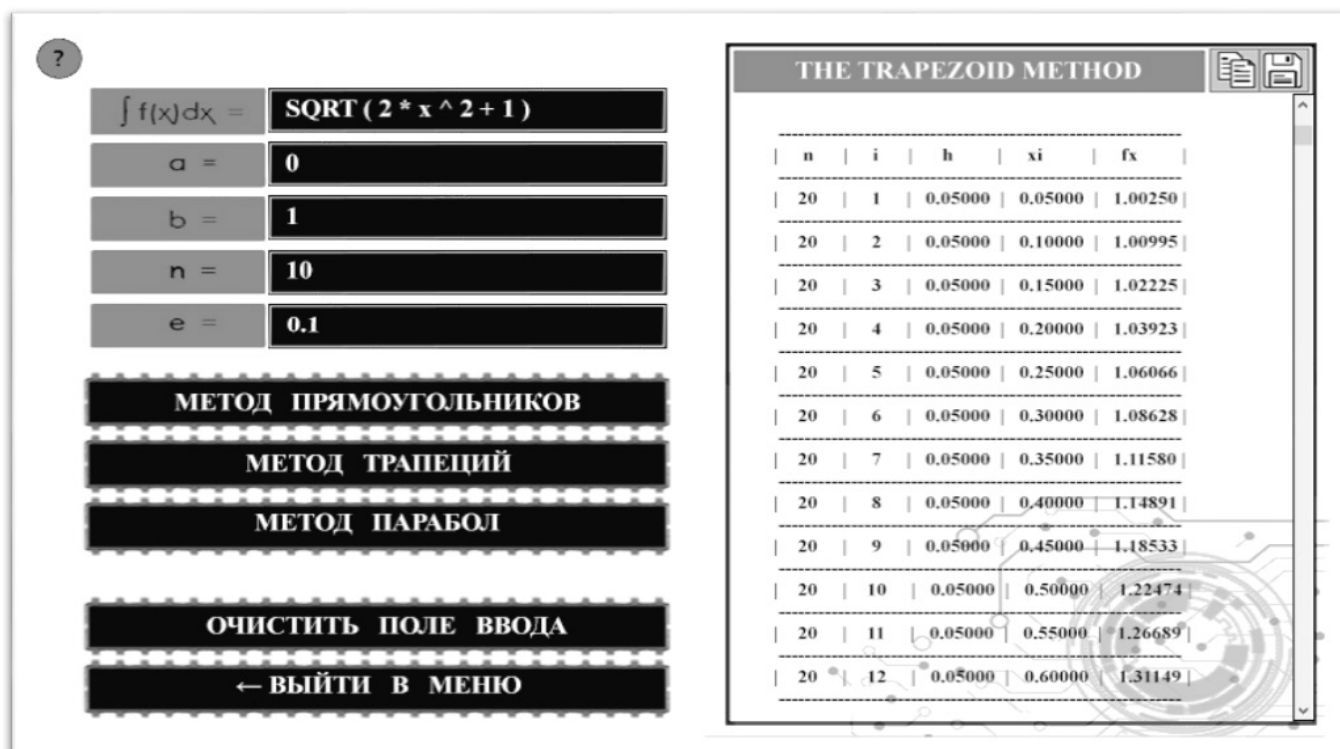 ?
∫ f(x)dx = SQRT ( 2 * x ^ 2 + 1 )
a = 0
b = 1
n = 10
e = 0.1
МЕТОД ПРЯМОУГОЛЬНИКОВ
МЕТОД ТРАПЕЦИЙ
МЕТОД ПАРАБОЛ
ОЧИСТИТЬ ПОЛЕ ВВОДА
← ВЫЙТИ В МЕНЮ
THE TRAPEZOID METHOD
| n | i | h | xi | fx |
| 20 | 1 | 0.05000 | 0.05000 | 1.00250 |
| 20 | 2 | 0.05000 | 0.10000 | 1.00995 |
| 20 | 3 | 0.05000 | 0.15000 | 1.02225 |
| 20 | 4 | 0.05000 | 0.20000 | 1.03923 |
| 20 | 5 | 0.05000 | 0.25000 | 1.06066 |
| 20 | 6 | 0.05000 | 0.30000 | 1.08628 |
| 20 | 7 | 0.05000 | 0.35000 | 1.11580 |
| 20 | 8 | 0.05000 | 0.40000 | 1.14891 |
| 20 | 9 | 0.05000 | 0.45000 | 1.18533 |
| 20 | 10 | 0.05000 | 0.50000 | 1.22474 |
| 20 | 11 | 0.05000 | 0.55000 | 1.26689 |
| 20 | 12 | 0.05000 | 0.60000 | 1.31149 |